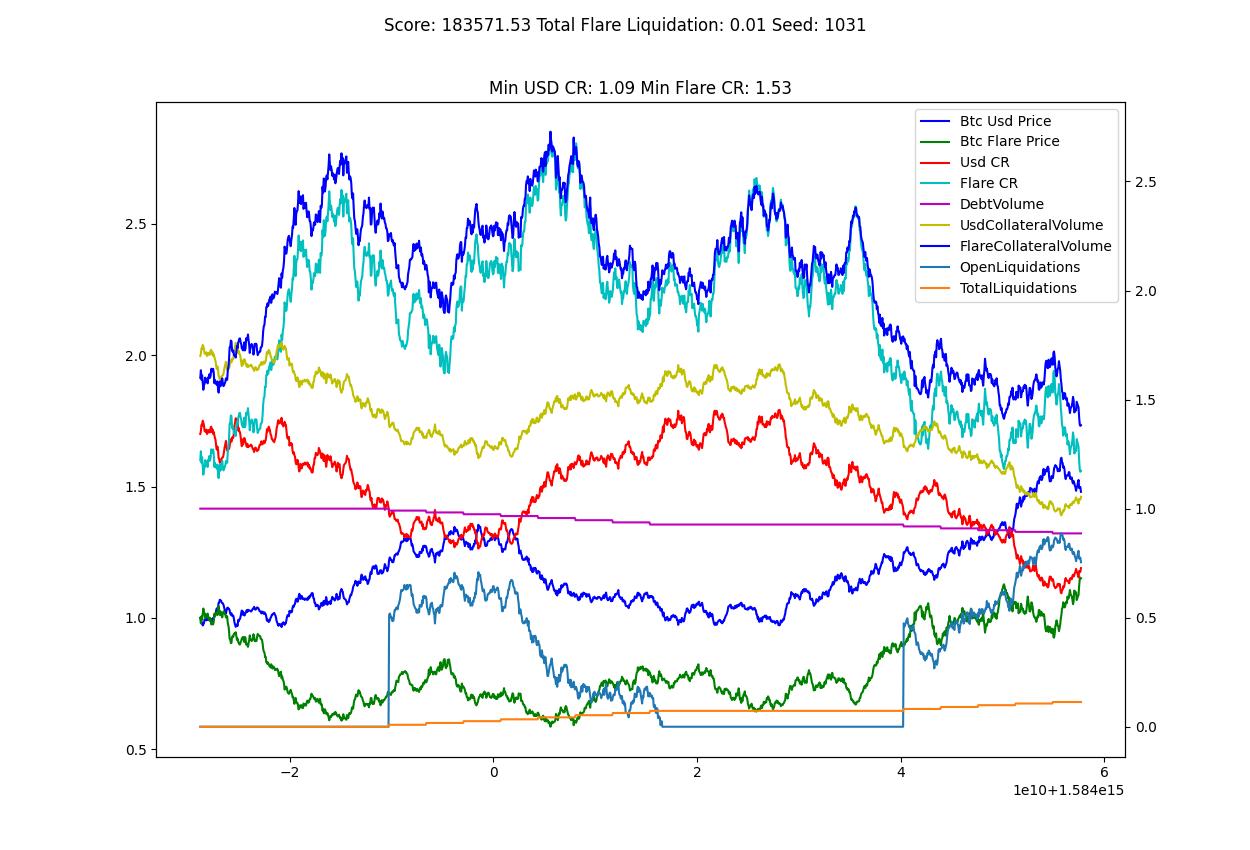 Score: 183571.53 Total Flare Liquidation: 0.01 Seed: 1031
Min USD CR: 1.09 Min Flare CR: 1.53
Btc Usd Price
Btc Flare Price
Usd CR
Flare CR
DebtVolume
UsdCollateralVolume
FlareCollateralVolume
OpenLiquidations
TotalLiquidations
2.5
2.0
1.5
1.0
0.5
2.5
2.0
1.5
1.0
0.5
0.0
−2
0
2
4
6
1e10+1.584e15